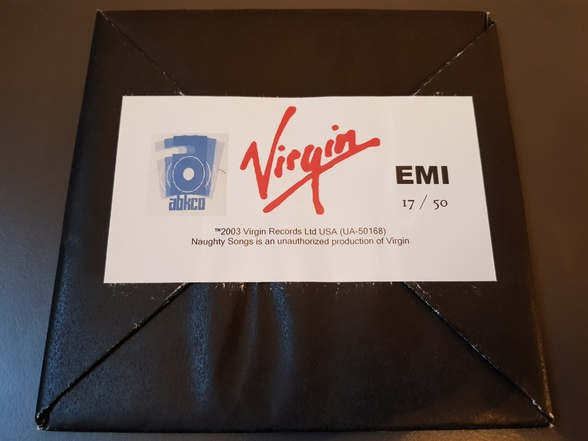 abkco
Virgin
EMI
17 / 50
™2003 Virgin Records Ltd USA (UA-50168)
Naughty Songs is an unauthorized production of Virgin